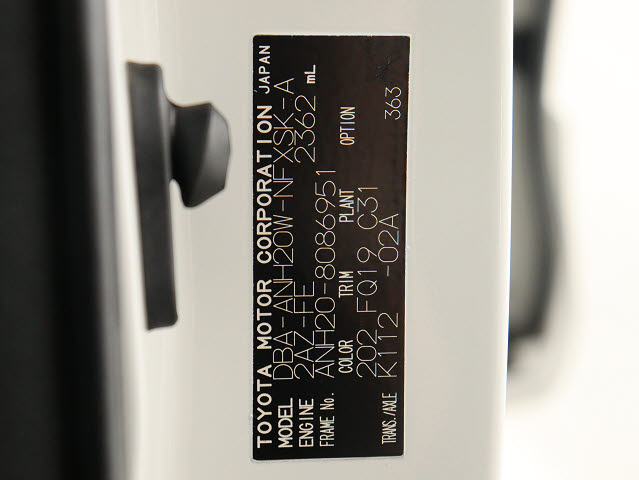 TOYOTA MOTOR CORPORATION JAPAN
MODEL DBA-ANH20W-NFXSK-A
ENGINE 2AZ-FE 2362 mL
FRAME No. ANH20-8086951
COLOR TRIM PLANT OPTION
202 FQ19 C31
TRANS./AXLE K112 -02A 363